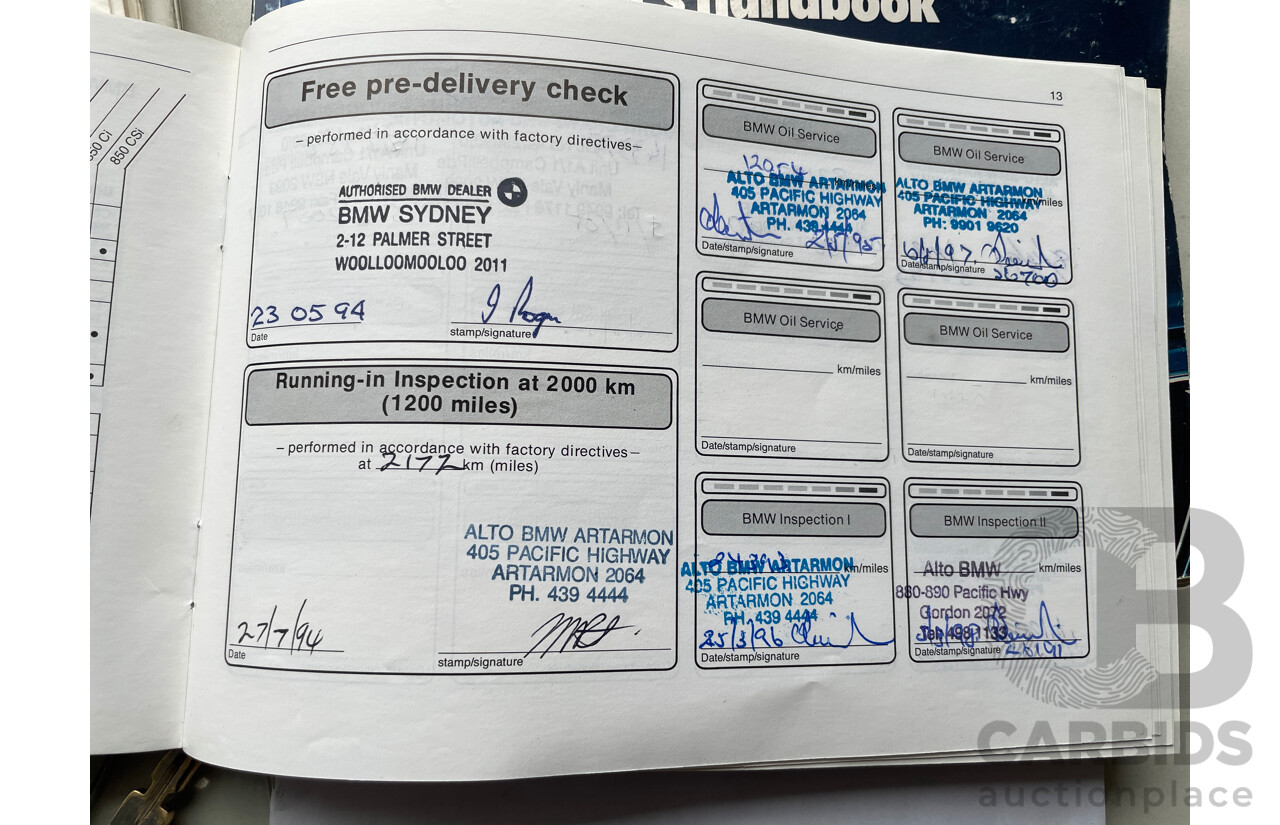 's handbook
850 Ci
850 CSi
13
Free pre-delivery check
– performed in accordance with factory directives–
AUTHORISED BMW DEALER
BMW SYDNEY
2-12 PALMER STREET
WOOLLOOMOOLOO 2011
23 05 94
Date
stamp/signature
Running-in Inspection at 2000 km
(1200 miles)
– performed in accordance with factory directives–
at 2177 km (miles)
ALTO BMW ARTARMON
405 PACIFIC HIGHWAY
ARTARMON 2064
PH. 439 4444
27/7/94
Date
stamp/signature
BMW Oil Service
12054
ALTO BMW ARTARMON
405 PACIFIC HIGHWAY
ARTARMON 2064
PH. 439 4444
Date/stamp/signature
BMW Oil Service
ALTO BMW ARTARMON
405 PACIFIC HIGHWAY
km/miles
ARTARMON 2064
PH: 9901 9620
Date/stamp/signature
36700
BMW Oil Service
km/miles
Date/stamp/signature
BMW Oil Service
km/miles
Date/stamp/signature
BMW Inspection I
ALTO BMW ARTARMON
km/miles
405 PACIFIC HIGHWAY
ARTARMON 2064
PH. 439 4444
25/3/96
Date/stamp/signature
BMW Inspection II
Alto BMW
km/miles
880-890 Pacific Hwy
Gordon 2072
Tel: 498 1133
Date/stamp/signature
CARBIDS
auctionplace